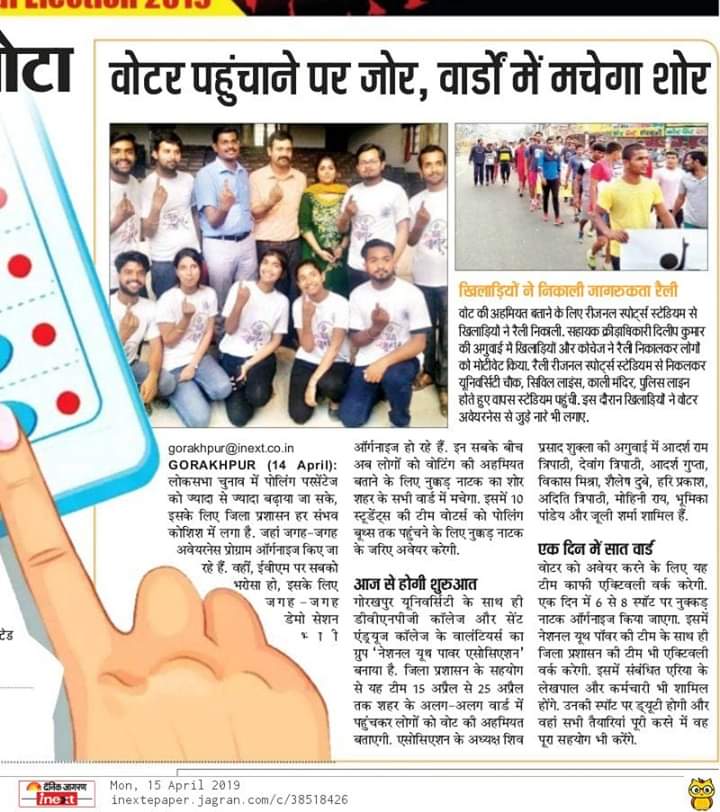 Election 2019
ोटा
वोटर पहुंचाने पर जोर, वार्डों में मचेगा शोर
खिलाड़ियों ने निकाली जागरुकता रैली
वोट की अहमियत बताने के लिए रीजनल स्पोर्ट्स स्टेडियम से
खिलाड़ियों ने रैली निकाली. सहायक क्रीड़ाधिकारी दिलीप कुमार
की अगुवाई में खिलाड़ियों और कोचेज ने रैली निकालकर लोगों
को मोटीवेट किया. रैली रीजनल स्पोर्ट्स स्टेडियम से निकलकर
यूनिवर्सिटी चौक, सिविल लाइंस, काली मंदिर, पुलिस लाइन
होते हुए वापस स्टेडियम पहुंची. इस दौरान खिलाड़ियों ने वोटर
अवेयरनेस से जुड़े नारे भी लगाए.
gorakhpur@inext.co.in
GORAKHPUR (14 April):
लोकसभा चुनाव में पोलिंग परसेंटेज
को ज्यादा से ज्यादा बढ़ाया जा सके,
इसके लिए जिला प्रशासन हर संभव
कोशिश में लगा है. जहां जगह-जगह
अवेयरनेस प्रोग्राम ऑर्गनाइज किए जा
रहे हैं. वहीं, ईवीएम पर सबको
भरोसा हो, इसके लिए
जगह-जगह
डेमो सेशन
भी
ऑर्गनाइज हो रहे हैं. इन सबके बीच
अब लोगों को वोटिंग की अहमियत
बताने के लिए नुक्कड़ नाटक का शोर
शहर के सभी वार्ड में मचेगा. इसमें 10
स्टूडेंट्स की टीम वोटर्स को पोलिंग
बूथ्स तक पहुंचने के लिए नुक्कड़ नाटक
के जरिए अवेयर करेगी.
आज से होगी शुरुआत
गोरखपुर यूनिवर्सिटी के साथ ही
डीवीएनपीजी कॉलेज और सेंट
एंड्रयूज कॉलेज के वालंटियर्स का
ग्रुप 'नेशनल यूथ पावर एसोसिएशन'
बनाया है. जिला प्रशासन के सहयोग
से यह टीम 15 अप्रैल से 25 अप्रैल
तक शहर के अलग-अलग वार्ड में
पहुंचकर लोगों को वोट की अहमियत
बताएगी. एसोसिएशन के अध्यक्ष शिव
प्रसाद शुक्ला की अगुवाई में आदर्श राम
त्रिपाठी, देवांग त्रिपाठी, आदर्श गुप्ता,
विकास मिश्रा, शैलेष दुबे, हरि प्रकाश,
अदिति त्रिपाठी, मोहिनी राय, भूमिका
पांडेय और जूली शर्मा शामिल हैं.
एक दिन में सात वार्ड
वोटर को अवेयर करने के लिए यह
टीम काफी एक्टिवली वर्क करेगी.
एक दिन में 6 से 8 स्पॉट पर नुक्कड़
नाटक ऑर्गनाइज किया जाएगा. इसमें
नेशनल यूथ पॉवर की टीम के साथ ही
जिला प्रशासन की टीम भी एक्टिवली
वर्क करेगी. इसमें संबंधित एरिया के
लेखपाल और कर्मचारी भी शामिल
होंगे. उनकी स्पॉट पर ड्यूटी होगी और
वहां सभी तैयारियां पूरी करने में वह
पूरा सहयोग भी करेंगे.
टेड
दैनिक जागरण
inext
Mon, 15 April 2019
inextepaper.jagran.com/c/38518426